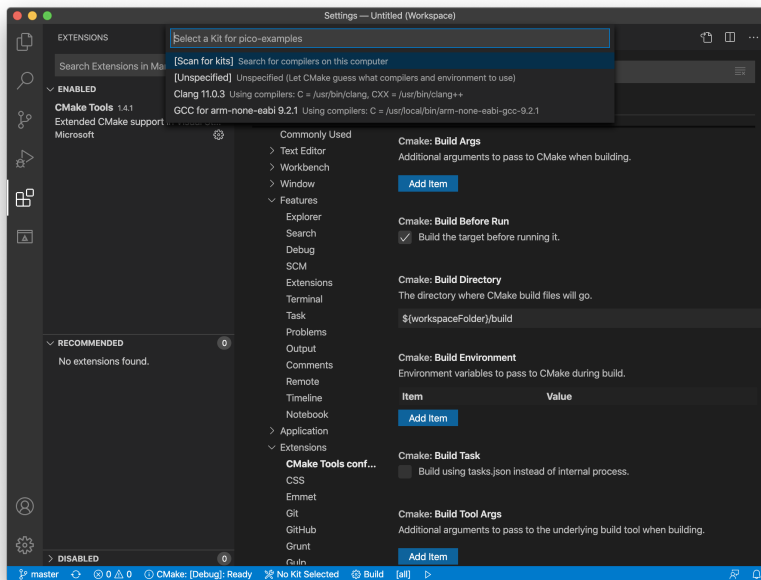 Settings — Untitled (Workspace)
EXTENSIONS
Select a Kit for pico-examples
[Scan for kits] Search for compilers on this computer
[Unspecified] Unspecified (Let CMake guess what compilers and environment to use)
Clang 11.0.3 Using compilers: C = /usr/bin/clang, CXX = /usr/bin/clang++
GCC for arm-none-eabi 9.2.1 Using compilers: C = /usr/local/bin/arm-none-eabi-gcc-9.2.1
Search Extensions in Ma
ENABLED
CMake Tools 1.4.1
Extended CMake support
Microsoft
RECOMMENDED 0
No extensions found.
DISABLED 0
Commonly Used
Text Editor
Workbench
Window
Features
Explorer
Search
Debug
SCM
Extensions
Terminal
Task
Problems
Output
Comments
Remote
Timeline
Notebook
Application
Extensions
CMake Tools conf...
CSS
Emmet
Git
GitHub
Grunt
Gulp
Cmake: Build Args
Additional arguments to pass to CMake when building.
Add Item
Cmake: Build Before Run
Build the target before running it.
Cmake: Build Directory
The directory where CMake build files will go.
${workspaceFolder}/build
Cmake: Build Environment
Environment variables to pass to CMake during build.
Item Value
Add Item
Cmake: Build Task
Build using tasks.json instead of internal process.
Cmake: Build Tool Args
Additional arguments to pass to the underlying build tool when building.
Add Item
master 0 0 CMake: [Debug]: Ready No Kit Selected Build [all]